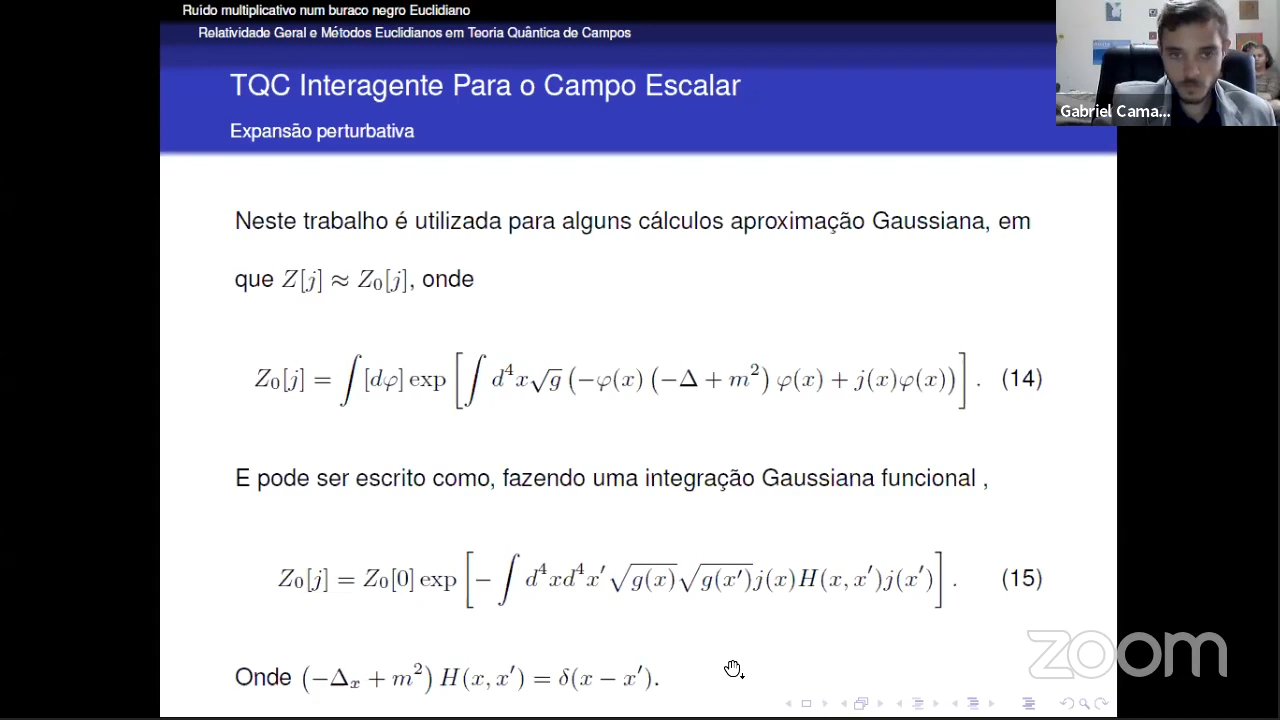 Ruído multiplicativo num buraco negro Euclidiano
Relatividade Geral e Métodos Euclidianos em Teoria Quântica de Campos
TQC Interagente Para o Campo Escalar
Expansão perturbativa
Gabriel Cama...
Neste trabalho é utilizada para alguns cálculos aproximação Gaussiana, em
que Z[j] ≈ Z₀[j], onde
Z₀[j] = ∫ [dφ] exp [ ∫ d⁴x√g (−φ(x) (−Δ + m²) φ(x) + j(x)φ(x)) ] . (14)
E pode ser escrito como, fazendo uma integração Gaussiana funcional ,
Z₀[j] = Z₀[0] exp [ − ∫ d⁴xd⁴x′ √g(x)√g(x′)j(x)H(x, x′)j(x′) ] . (15)
Onde (−Δₓ + m²) H(x, x′) = δ(x − x′).
zoom